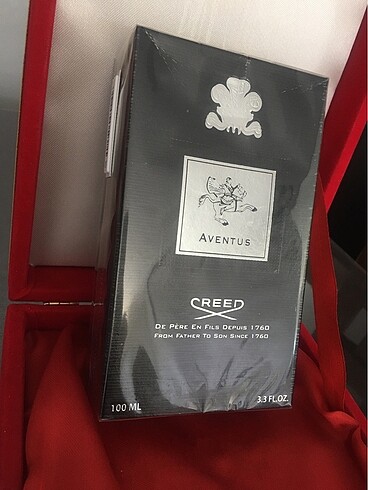 AVENTUS
CREED
DE PÈRE EN FILS DEPUIS 1760
FROM FATHER TO SON SINCE 1760
100 ML
3.3 FL.OZ.